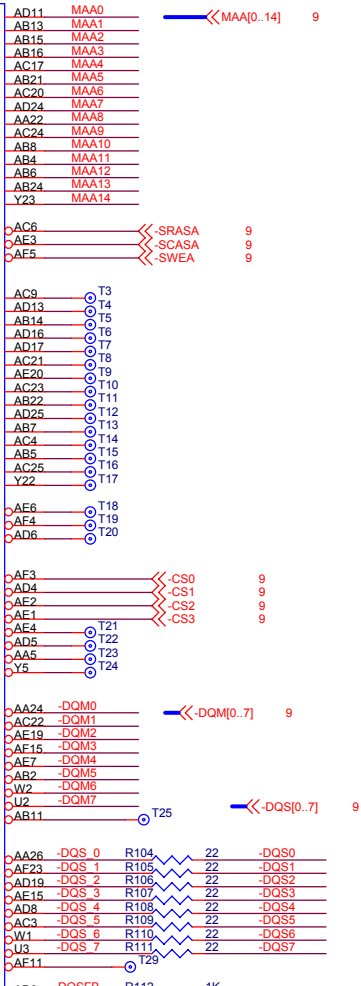 AD11 MAA0 MAA[0..14] 9
AB13 MAA1
AB15 MAA2
AB16 MAA3
AC17 MAA4
AB21 MAA5
AC20 MAA6
AD24 MAA7
AA22 MAA8
AC24 MAA9
AB8 MAA10
AB4 MAA11
AB6 MAA12
AB24 MAA13
Y23 MAA14
AC6 -SRASA 9
AE3 -SCASA 9
AF5 -SWEA 9
AC9 T3
AD13 T4
AB14 T5
AD16 T6
AD17 T7
AC21 T8
AE20 T9
AC23 T10
AB22 T11
AD25 T12
AB7 T13
AC4 T14
AB5 T15
AC25 T16
Y22 T17
AE6 T18
AF4 T19
AD6 T20
AF3 -CS0 9
AD4 -CS1 9
AF2 -CS2 9
AE1 -CS3 9
AE4 T21
AD5 T22
AA5 T23
Y5 T24
AA24 -DQM0 -DQM[0..7] 9
AC22 -DQM1
AE19 -DQM2
AF15 -DQM3
AE7 -DQM4
AB2 -DQM5
W2 -DQM6
U2 -DQM7 -DQS[0..7] 9
AB11 T25
AA26 -DQS_0 R104 22 -DQS0
AF23 -DQS_1 R105 22 -DQS1
AD19 -DQS_2 R106 22 -DQS2
AE15 -DQS_3 R107 22 -DQS3
AD8 -DQS_4 R108 22 -DQS4
AC3 -DQS_5 R109 22 -DQS5
W1 -DQS_6 R110 22 -DQS6
U3 -DQS_7 R111 22 -DQS7
AF11 T29
R112 1K